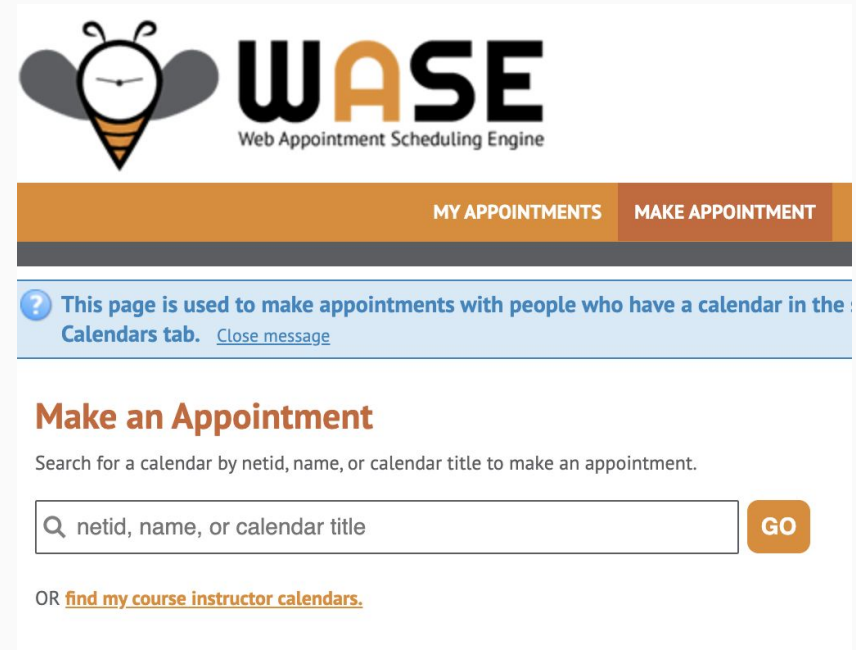 WASE
Web Appointment Scheduling Engine
MY APPOINTMENTS MAKE APPOINTMENT
This page is used to make appointments with people who have a calendar in the
Calendars tab. Close message
Make an Appointment
Search for a calendar by netid, name, or calendar title to make an appointment.
netid, name, or calendar title
GO
OR find my course instructor calendars.